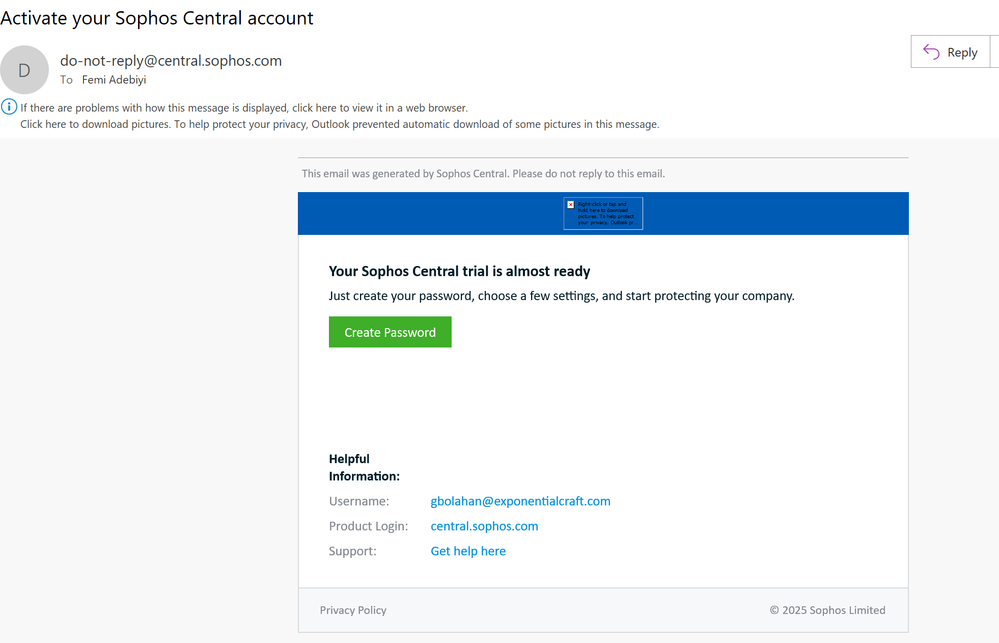 Activate your Sophos Central account
D
do-not-reply@central.sophos.com
To Femi Adebiyi
Reply
If there are problems with how this message is displayed, click here to view it in a web browser.
Click here to download pictures. To help protect your privacy, Outlook prevented automatic download of some pictures in this message.
This email was generated by Sophos Central. Please do not reply to this email.
Right-click or tap and
hold here to download
pictures. To help protect
your privacy, Outlook pr...
Your Sophos Central trial is almost ready
Just create your password, choose a few settings, and start protecting your company.
Create Password
Helpful
Information:
Username: gbolahan@exponentialcraft.com
Product Login: central.sophos.com
Support: Get help here
Privacy Policy © 2025 Sophos Limited